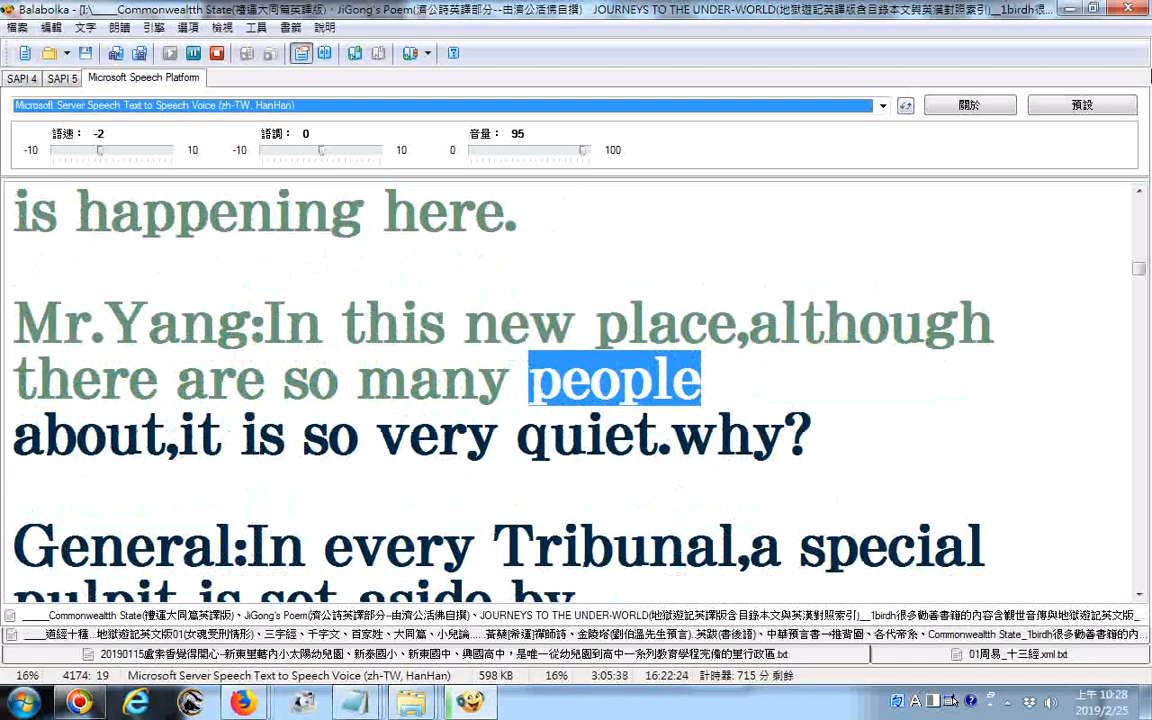 Balabolka - [I:\_____Commonwealtth State(禮運大同篇英譯版)、JiGong's Poem(濟公詩英譯部分--由濟公活佛自撰) JOURNEYS TO THE UNDER-WORLD(地獄遊記英譯版含目錄本文與英漢對照索引)__1birdh很...
檔案 編輯 文字 朗讀 引擎 選項 檢視 工具 書籤 說明
SAPI 4 SAPI 5 Microsoft Speech Platform
Microsoft Server Speech Text to Speech Voice (zh-TW, HanHan) 關於 預設
語速： -2 語調： 0 音量： 95
-10 10 -10 10 0 100
is happening here.
Mr.Yang:In this new place,although
there are so many people
about,it is so very quiet.why?
General:In every Tribunal,a special
pulpit is set aside by
_____Commonwealtth State(禮運大同篇英譯版)、JiGong's Poem(濟公詩英譯部分--由濟公活佛自撰)、JOURNEYS TO THE UNDER-WORLD(地獄遊記英譯版含目錄本文與英漢對照索引)__1birdh很多勸善書籍的內容含觀世音傳與地獄遊記英文版_
_____道經十種...地獄遊記英文版01(女魂受刑情形)、三字經、千字文、百家姓、大同篇、小兒論......黃蘗[希運]禪師詩、金陵塔(劉伯溫先生預言).英跋(書後語)、中華預言書—推背圖、各代帝系、Commonwealtth State_1birdh很多勸善書籍的內...
20190115盧素香覺得開心--新東里轄內小太陽幼兒園、新泰國小、新東國中、興國高中，是唯一從幼兒園到高中一系列教育學程完備的里行政區.txt 01周易_十三經.xml.txt
16% 4174: 19 Microsoft Server Speech Text to Speech Voice (zh-TW, HanHan) 598 KB 16% 3:05:38 16:22:24 計時器: 715 分 剩餘
上午 10:28
2019/2/25